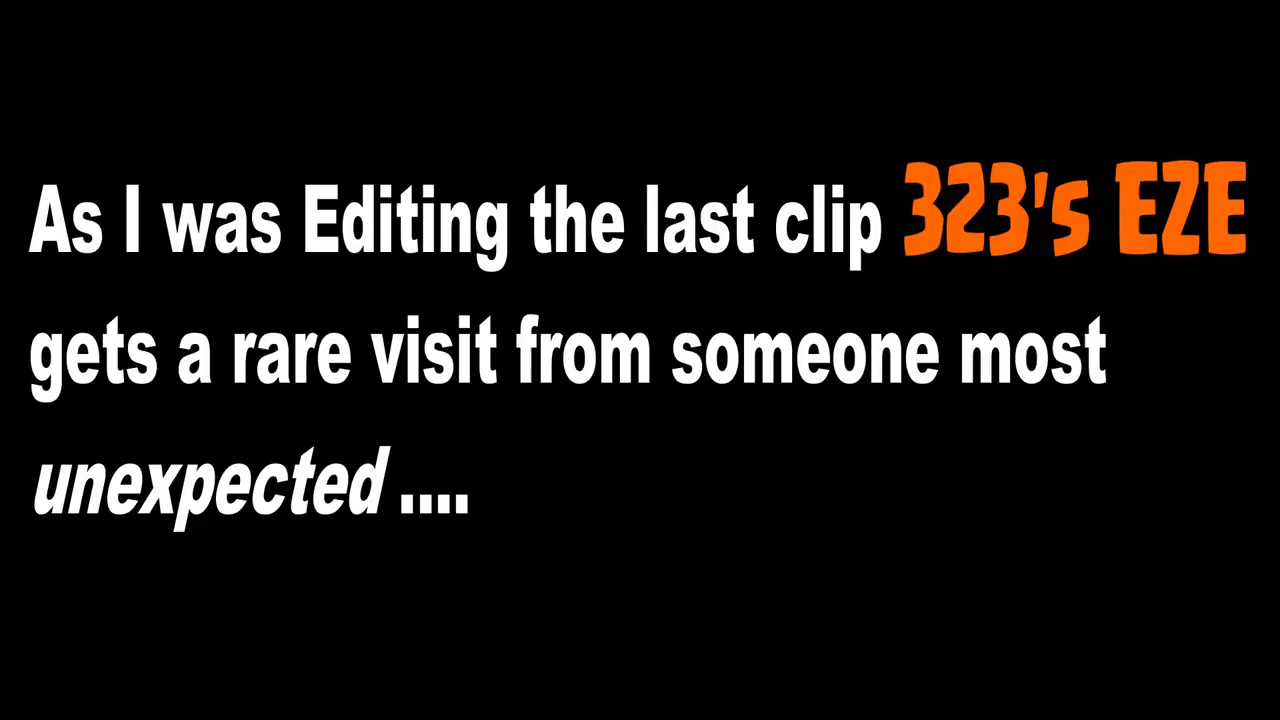 As I was Editing the last clip 323's EZE
gets a rare visit from someone most
unexpected ....